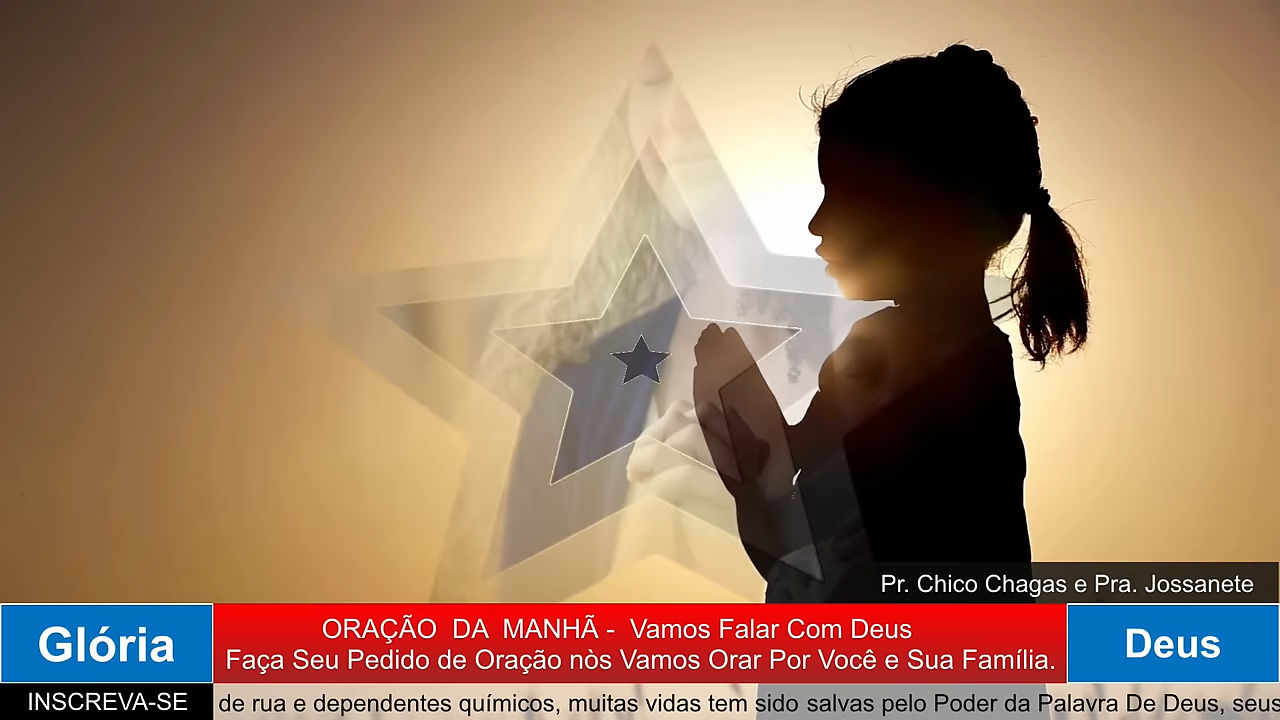 Pr. Chico Chagas e Pra. Jossanete
Glória
ORAÇÃO DA MANHÃ - Vamos Falar Com Deus
Faça Seu Pedido de Oração nòs Vamos Orar Por Você e Sua Família.
Deus
INSCREVA-SE
de rua e dependentes químicos, muitas vidas tem sido salvas pelo Poder da Palavra De Deus, seus